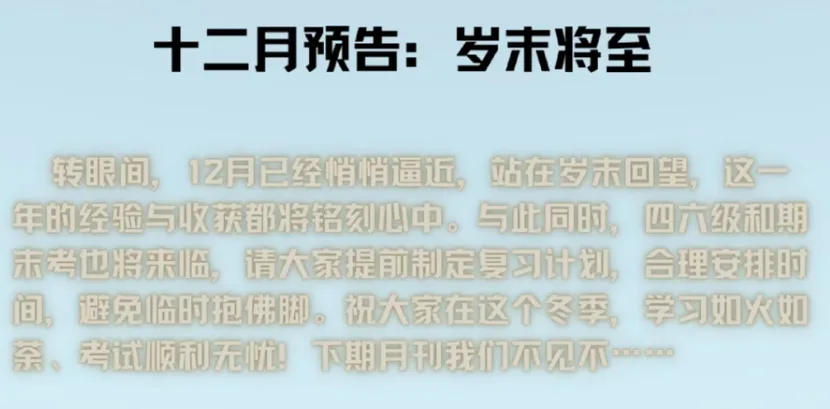 十二月预告：岁末将至
转眼间，12月已经悄悄逼近，站在岁末回望，这一
年的经验与收获都将铭刻心中。与此同时，四六级和期
末考也将来临，请大家提前制定复习计划，合理安排时
间，避免临时抱佛脚。祝大家在这个冬季，学习如火如
荼、考试顺利无忧！下期月刊我们不见不……